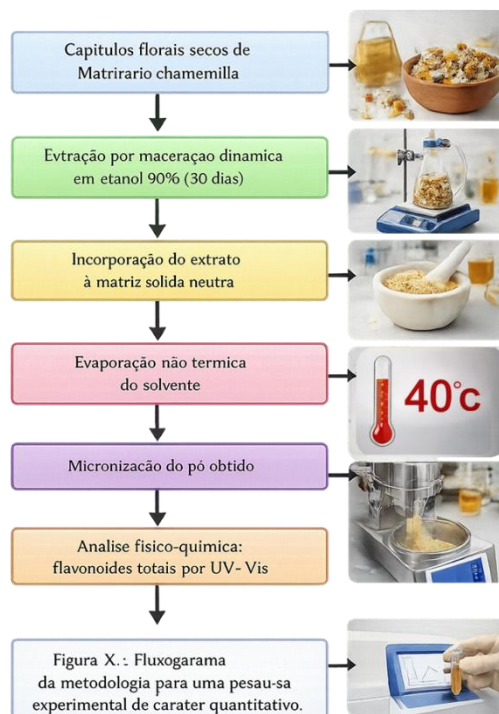 Capitulos florais secos de
Matrirario chamemilla
Evtração por maceraçao dinamica
em etanol 90% (30 dias)
Incorporação do extrato
à matriz solida neutra
Evaporação não termica
do solvente
40°c
Micronizacão do pó obtido
Analise fisico-quimica:
flavonoides totais por UV- Vis
Figura X.: Fluxogarama
da metodologia para uma pesau-sa
experimental de carater quantitativo.